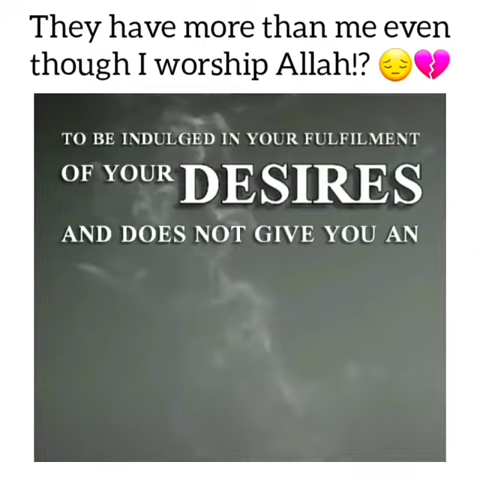 They have more than me even
though I worship Allah!? 😔💔
TO BE INDULGED IN YOUR FULFILMENT
OF YOUR DESIRES
AND DOES NOT GIVE YOU AN